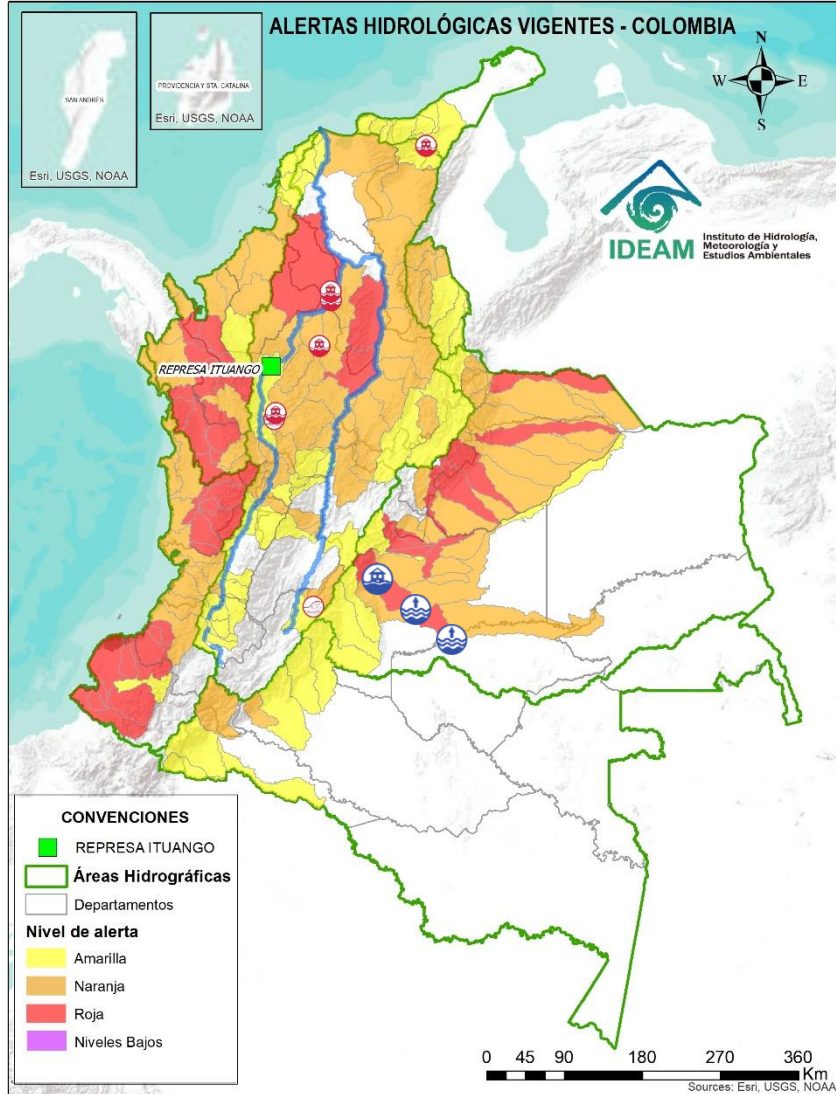 ALERTAS HIDROLÓGICAS VIGENTES - COLOMBIA
SAN ANDRÉS
Esri, USGS, NOAA
PROVIDENCIA Y STA. CATALINA
Esri, USGS, NOAA
N
W
E
S
IDEAM
Instituto de Hidrología,
Meteorología y
Estudios Ambientales
REPRESA ITUANGO
CONVENCIONES
REPRESA ITUANGO
Áreas Hidrográficas
Departamentos
Nivel de alerta
Amarilla
Naranja
Roja
Niveles Bajos
0 45 90 180 270 360
Km
Sources: Esri, USGS, NOAA